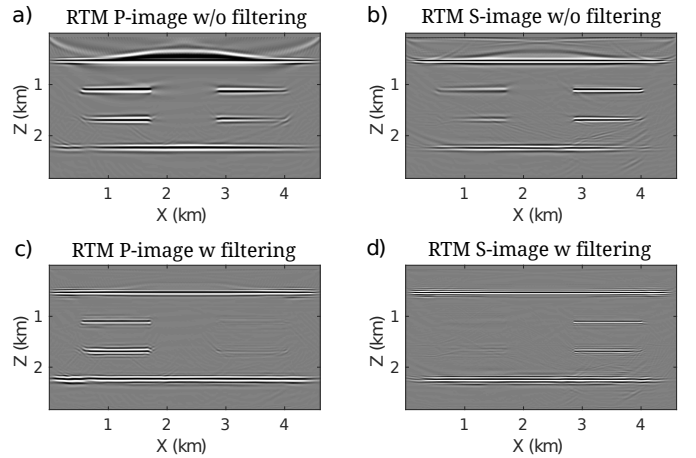 a) RTM P-image w/o filtering
b) RTM S-image w/o filtering
Z (km)
1
2
1 2 3 4
X (km)
Z (km)
1
2
1 2 3 4
X (km)
c) RTM P-image w filtering
d) RTM S-image w filtering
Z (km)
1
2
1 2 3 4
X (km)
Z (km)
1
2
1 2 3 4
X (km)